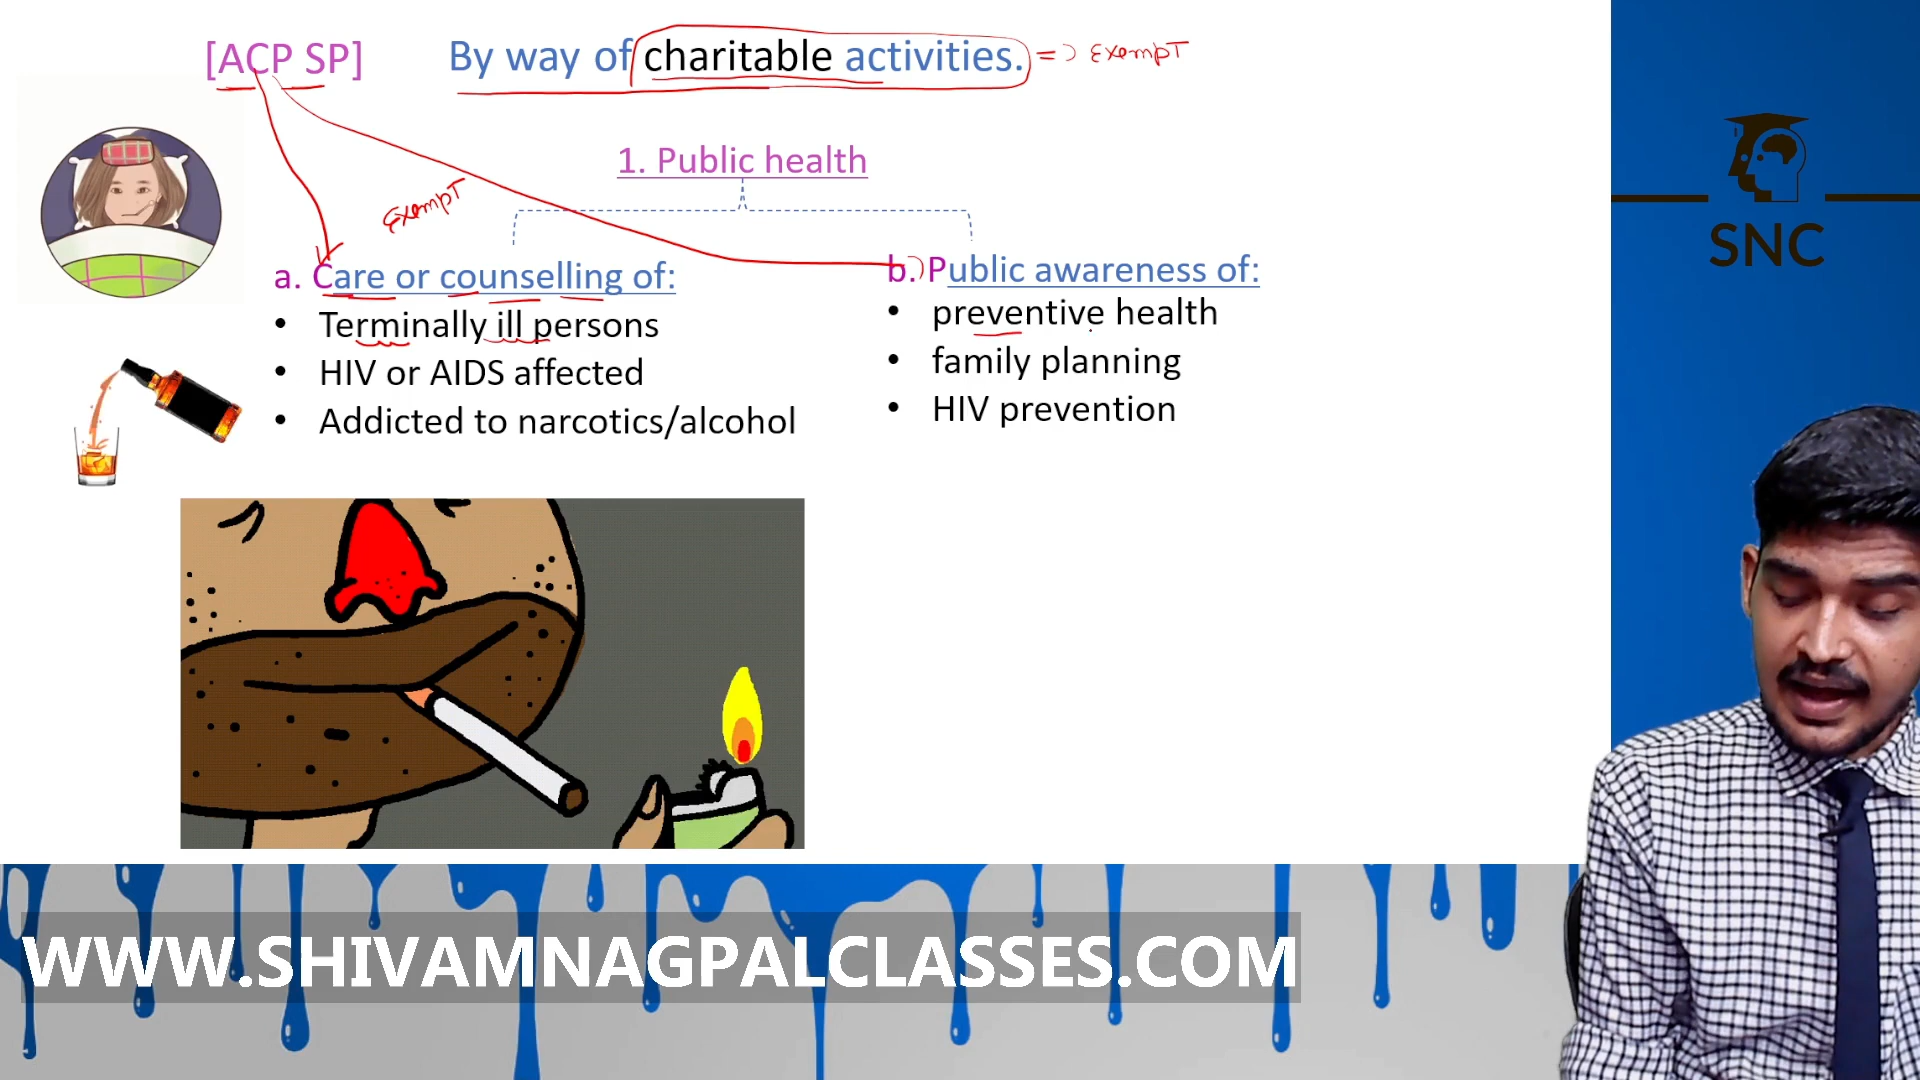 [ACP SP] By way of charitable activities. => Exempt
1. Public health
Exempt
a. Care or counselling of:
• Terminally ill persons
• HIV or AIDS affected
• Addicted to narcotics/alcohol
b. Public awareness of:
• preventive health
• family planning
• HIV prevention
SNC
WWW.SHIVAMNAGPALCLASSES.COM